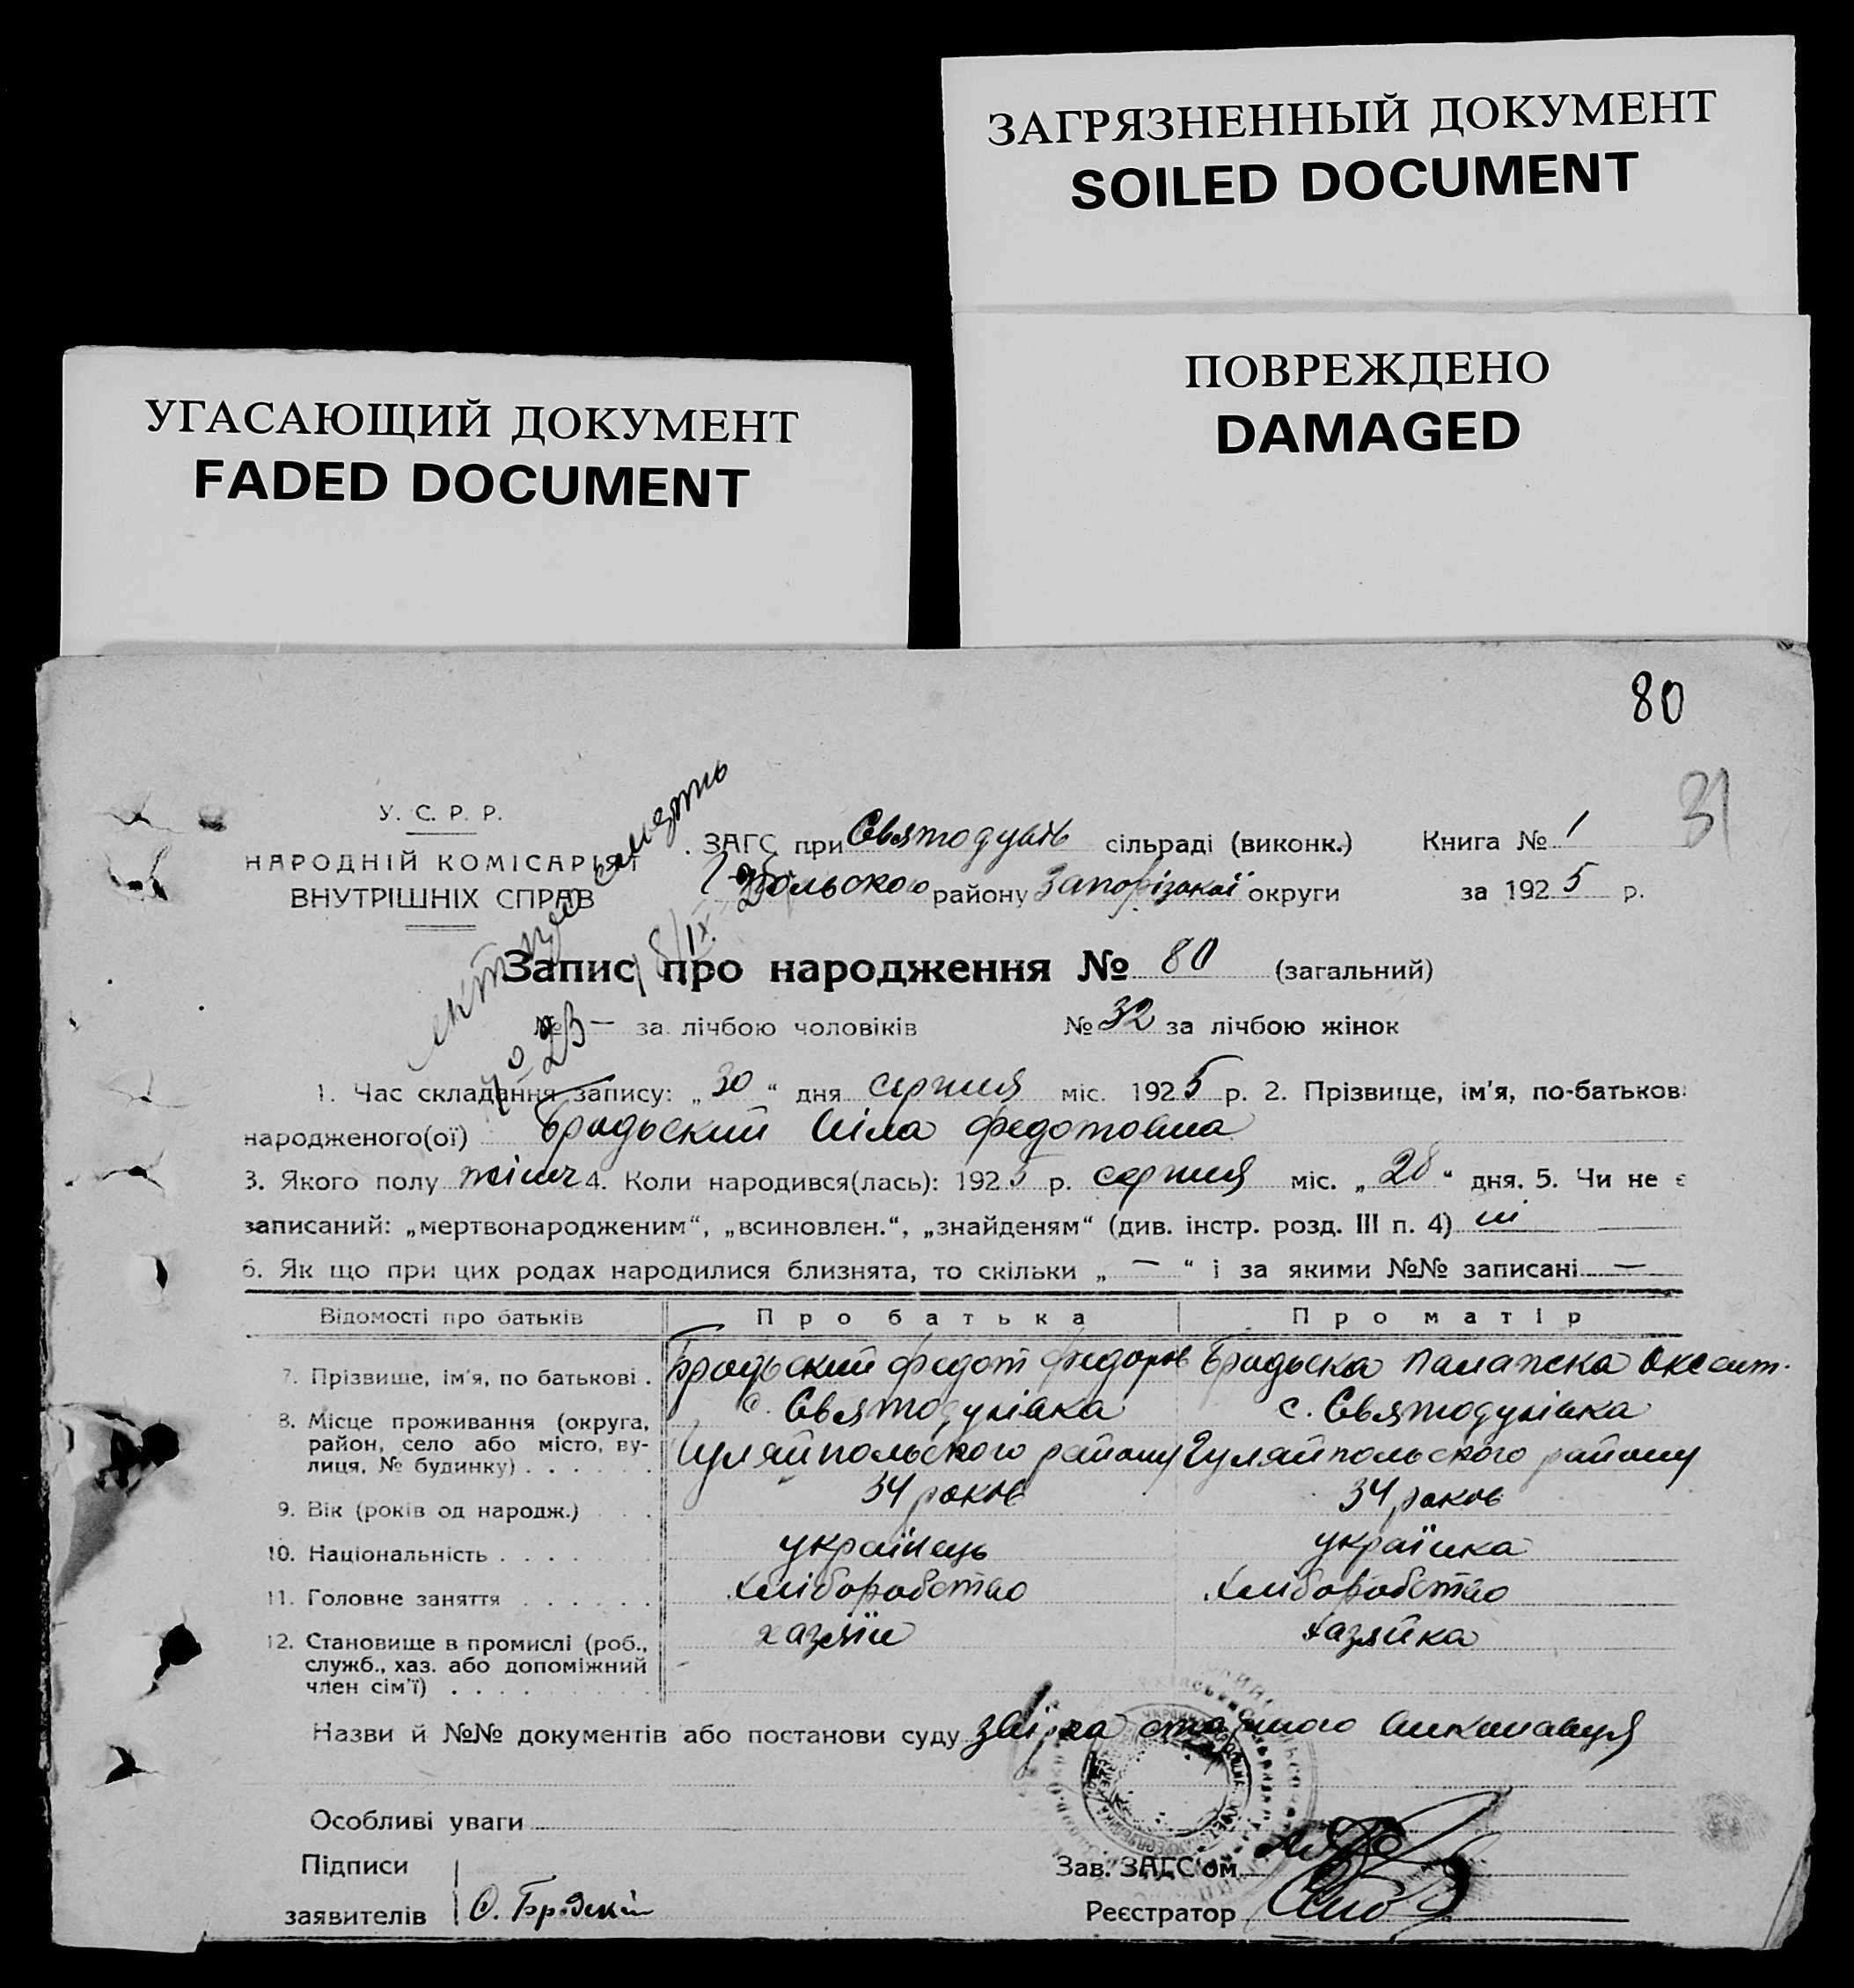 ЗАГРЯЗНЕННЫЙ ДОКУМЕНТ
SOILED DOCUMENT
ПОВРЕЖДЕНО
DAMAGED
УГАСАЮЩИЙ ДОКУМЕНТ
FADED DOCUMENT
80
31
У. С. Р. Р.
НАРОДНІЙ КОМІСАРІЯТ
ВНУТРІШНІХ СПРАВ
ЗАГС при Святодухів сільраді (виконк.) Книга № 1
Г-Польского району Запорізької округи за 1925 р.
18/IX
Запис про народження № 80 (загальний)
№ — за лічбою чоловіків № 32 за лічбою жінок
1. Час складання запису: „30“ дня серпня міс. 1925 р. 2. Прізвище, ім'я, по-батькові
народженого(ої) Бродьский Ніла Федотовна
3. Якого полу жіноч 4. Коли народився(лась): 1925 р. серпня міс. „28“ дня. 5. Чи не є
записаний: „мертвонародженим“, „всиновлен.“, „знайденям“ (див. інстр. розд. III п. 4) ні
6. Як що при цих родах народилися близнята, то скільки „—“ і за якими №№ записані —
Відомості про батьків Про батька Про матір
7. Прізвище, ім'я, по батькові . Бродьский Федот Федоров Бродьска Палажка Оксент.
8. Місце проживання (округа, с. Святодухівка с. Святодухівка
район, село або місто, ву-
лиця, № будинку) . . . . . . Гуляйпольского району Гуляйпольского району
9. Вік (років од народж.) . . . 34 роков 34 роков
10. Національність . . . . . . українець українка
11. Головне заняття . . . . . . хліборобство хліборобство
12. Становище в промислі (роб., хазяїн хазяйка
служб., хаз. або допоміжний
член сім'ї) . . . .
Назви й №№ документів або постанови суду звірка виконавця
Особливі уваги
Підписи
заявителів Ф. Бродский
Зав. ЗАГС'ом
Реєстратор